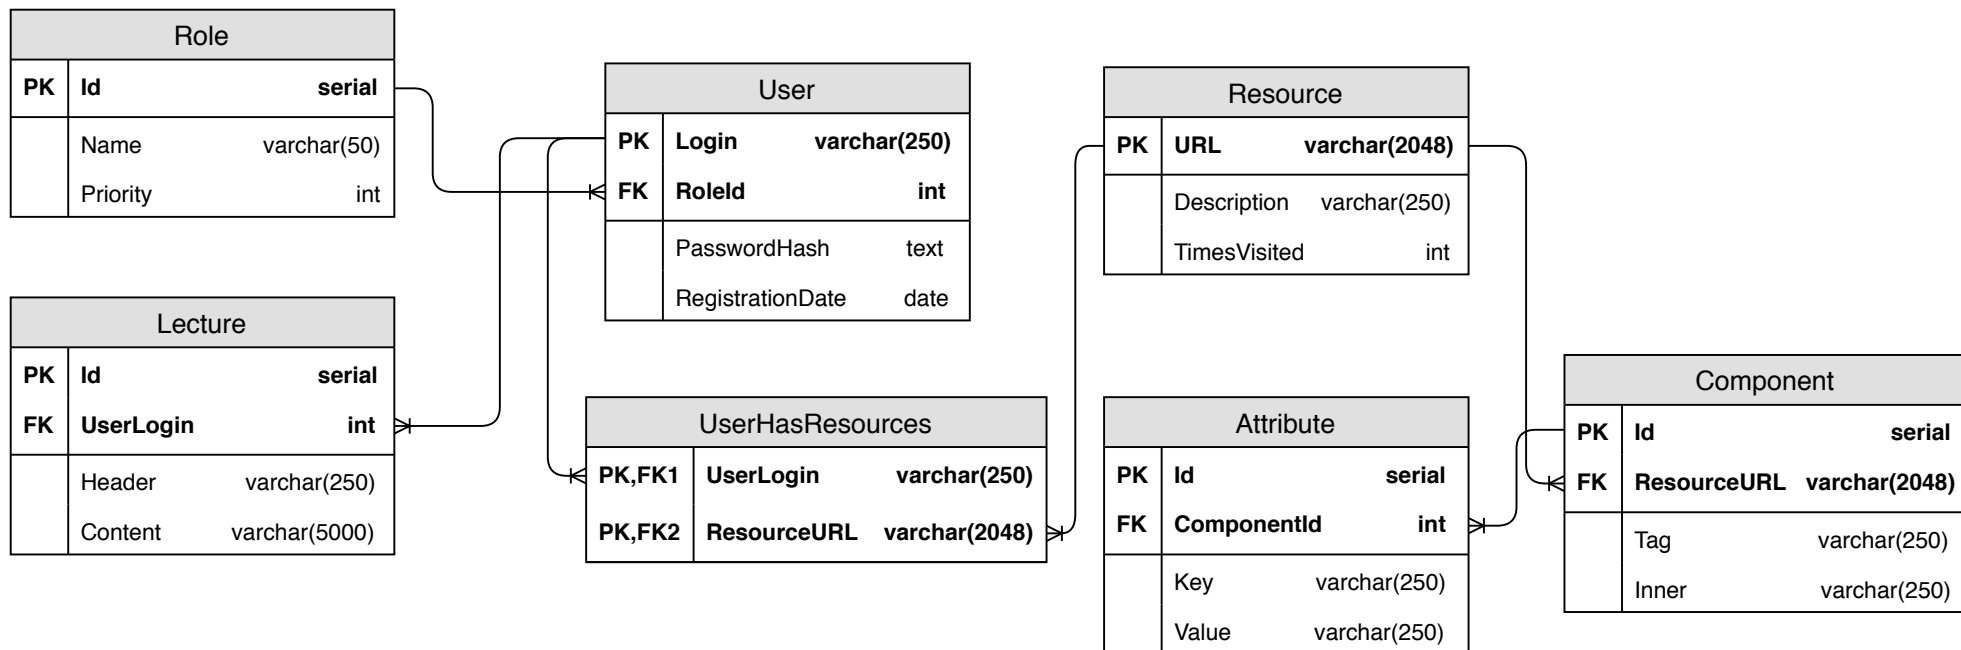 Role
PK Id serial
Name varchar(50)
Priority int
User
PK Login varchar(250)
FK RoleId int
PasswordHash text
RegistrationDate date
Resource
PK URL varchar(2048)
Description varchar(250)
TimesVisited int
Lecture
PK Id serial
FK UserLogin int
Header varchar(250)
Content varchar(5000)
UserHasResources
PK,FK1 UserLogin varchar(250)
PK,FK2 ResourceURL varchar(2048)
Attribute
PK Id serial
FK ComponentId int
Key varchar(250)
Value varchar(250)
Component
PK Id serial
FK ResourceURL varchar(2048)
Tag varchar(250)
Inner varchar(250)